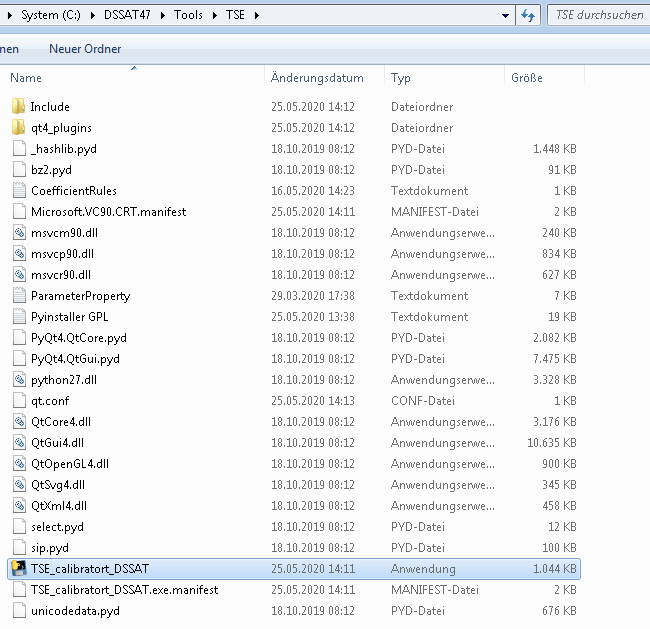 System (C:) DSSAT47 Tools TSE TSE durchsuchen
nen Neuer Ordner
Name Änderungsdatum Typ Größe
Include 25.05.2020 14:12 Dateiordner
qt4_plugins 25.05.2020 14:12 Dateiordner
_hashlib.pyd 18.10.2019 08:12 PYD-Datei 1.448 KB
bz2.pyd 18.10.2019 08:12 PYD-Datei 91 KB
CoefficientRules 16.05.2020 14:23 Textdokument 1 KB
Microsoft.VC90.CRT.manifest 25.05.2020 14:11 MANIFEST-Datei 2 KB
msvcm90.dll 18.10.2019 08:12 Anwendungserwe... 240 KB
msvcp90.dll 18.10.2019 08:12 Anwendungserwe... 834 KB
msvcr90.dll 18.10.2019 08:12 Anwendungserwe... 627 KB
ParameterProperty 29.03.2020 17:38 Textdokument 7 KB
Pyinstaller GPL 25.05.2020 13:38 Textdokument 19 KB
PyQt4.QtCore.pyd 18.10.2019 08:12 PYD-Datei 2.082 KB
PyQt4.QtGui.pyd 18.10.2019 08:12 PYD-Datei 7.475 KB
python27.dll 18.10.2019 08:12 Anwendungserwe... 3.328 KB
qt.conf 25.05.2020 14:13 CONF-Datei 1 KB
QtCore4.dll 18.10.2019 08:12 Anwendungserwe... 3.176 KB
QtGui4.dll 18.10.2019 08:12 Anwendungserwe... 10.635 KB
QtOpenGL4.dll 18.10.2019 08:12 Anwendungserwe... 900 KB
QtSvg4.dll 18.10.2019 08:12 Anwendungserwe... 345 KB
QtXml4.dll 18.10.2019 08:12 Anwendungserwe... 458 KB
select.pyd 18.10.2019 08:12 PYD-Datei 12 KB
sip.pyd 18.10.2019 08:12 PYD-Datei 100 KB
TSE_calibratort_DSSAT 25.05.2020 14:11 Anwendung 1.044 KB
TSE_calibratort_DSSAT.exe.manifest 25.05.2020 14:11 MANIFEST-Datei 2 KB
unicodedata.pyd 18.10.2019 08:12 PYD-Datei 676 KB